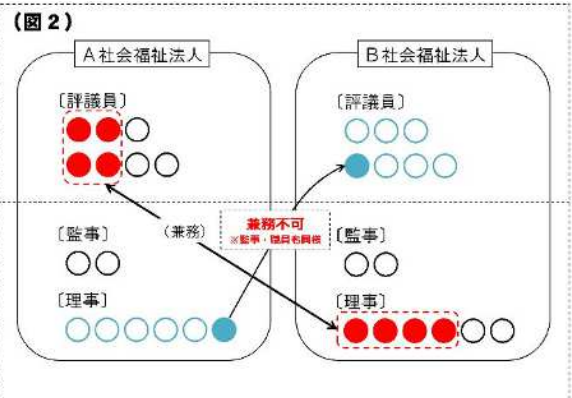 (図2)
A社会福祉法人
B社会福祉法人
〔評議員〕
〔評議員〕
兼務不可
※監事・職員も同様
(兼務)
〔監事〕
〔監事〕
〔理事〕
〔理事〕